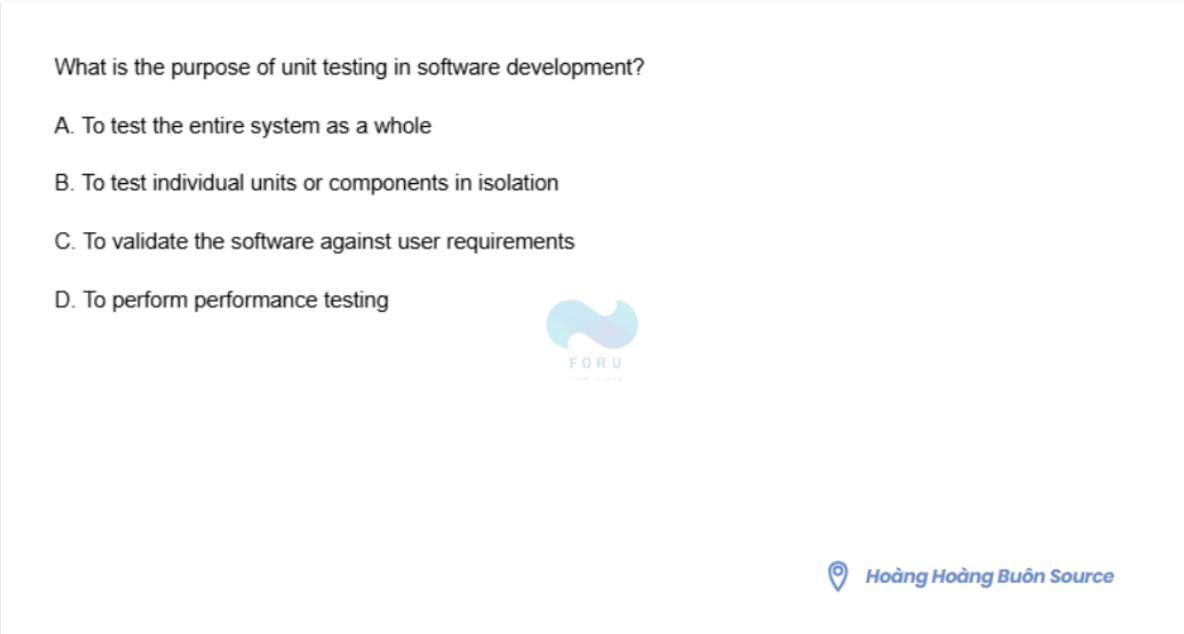 What is the purpose of unit testing in software development?
A. To test the entire system as a whole
B. To test individual units or components in isolation
C. To validate the software against user requirements
D. To perform performance testing
FORU
Hoàng Hoàng Buôn Source